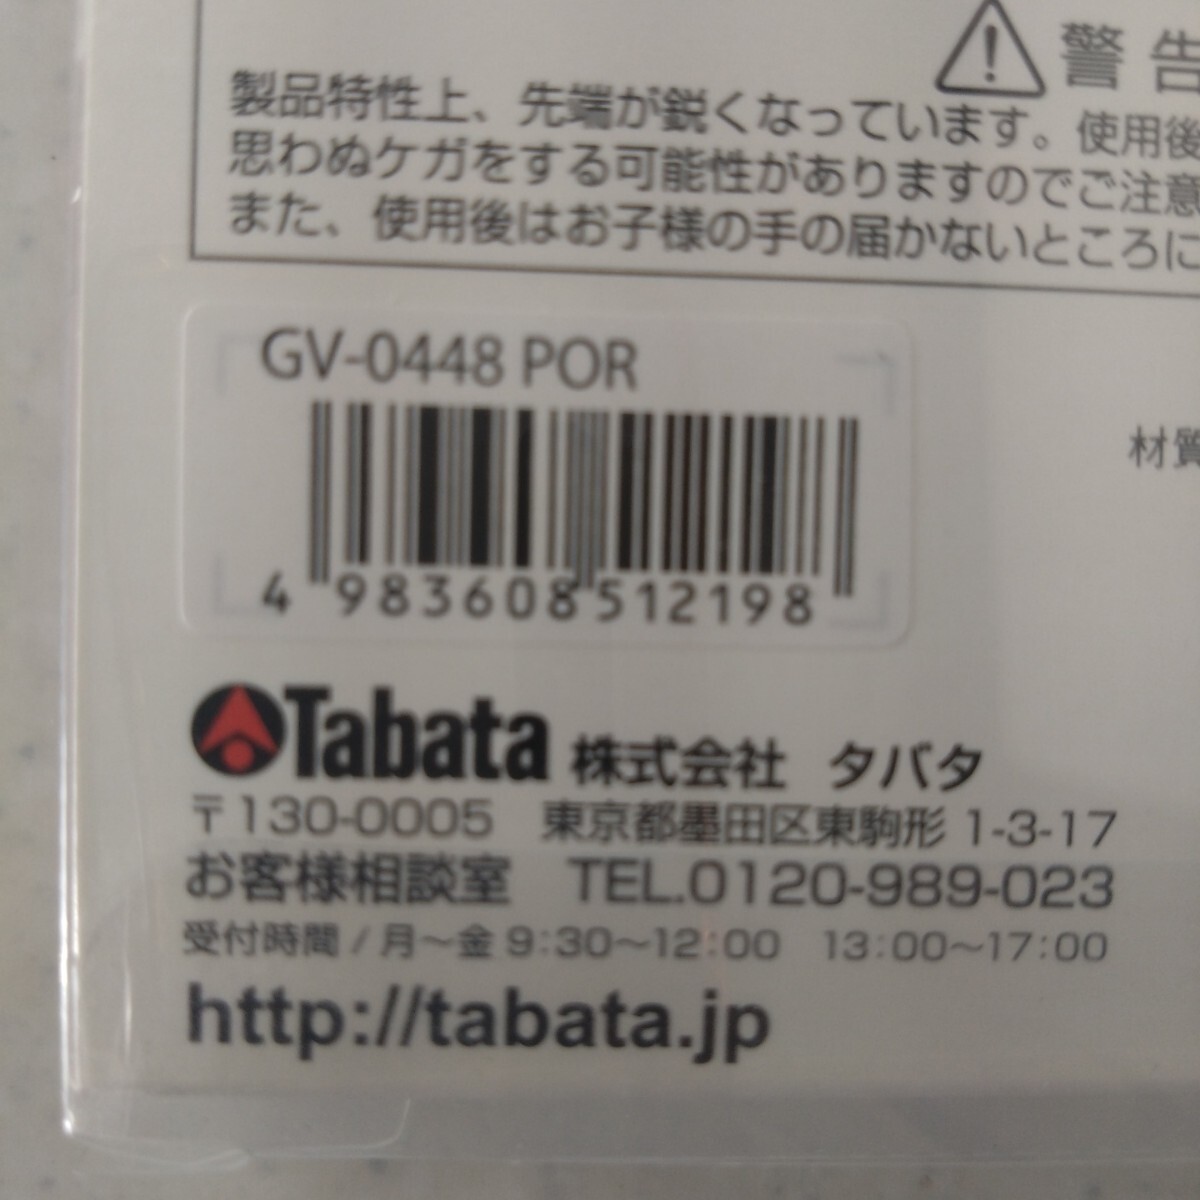 警告
製品特性上、先端が鋭くなっています。使用後
思わぬケガをする可能性がありますのでご注意
また、使用後はお子様の手の届かないところに
GV-0448 POR
材質
4 983608 512198
Tabata 株式会社 タバタ
〒130-0005 東京都墨田区東駒形 1-3-17
お客様相談室 TEL.0120-989-023
受付時間/月～金 9:30～12:00 13:00～17:00
http://tabata.jp